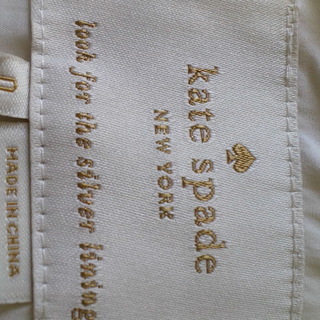 kate spade
NEW YORK
look for the silver lining
0
MADE IN CHINA